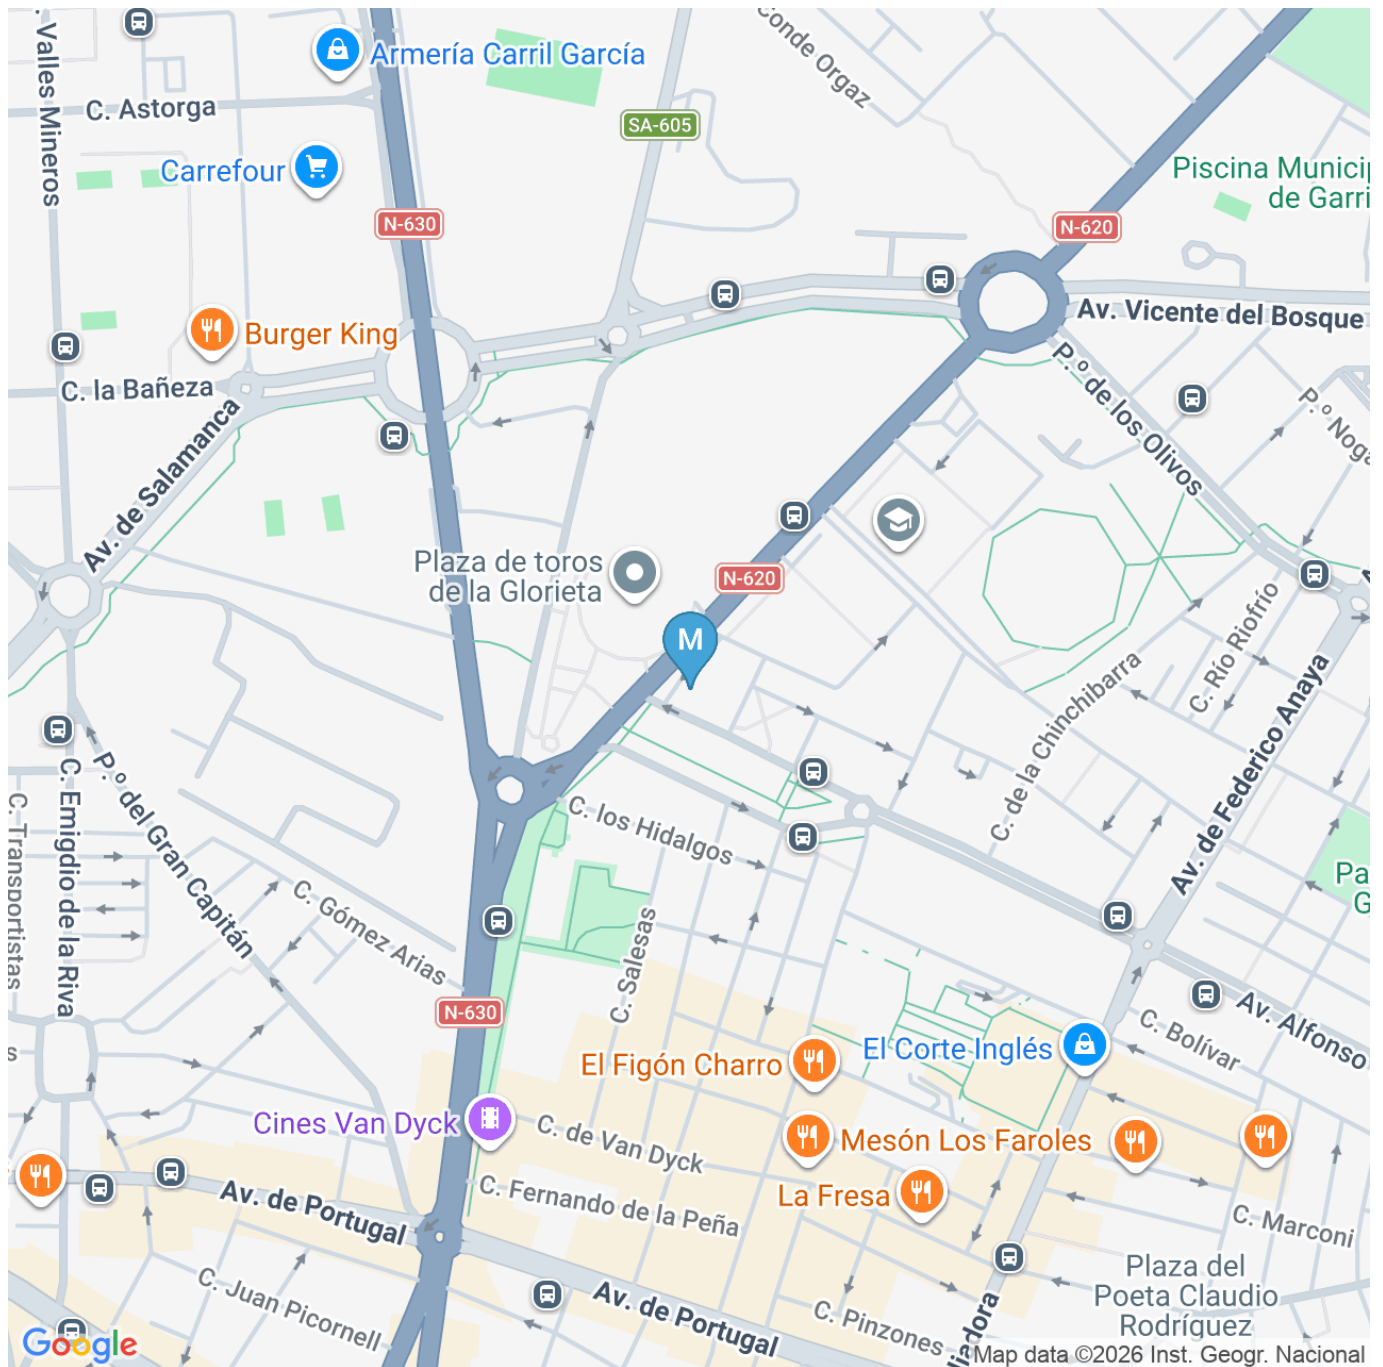 Valles Mineros
Armería Carril García
C. Astorga
Conde Orgaz
SA-605
Carrefour
Piscina Munici
de Garri
N-630
N-620
Burger King
Av. Vicente del Bosque
C. la Bañeza
P.º de los Olivos
P.º Noga
Av. de Salamanca
Plaza de toros
de la Glorieta
N-620
M
C. Río Riofrío
C. de la Chinchibarra
Av. de Federico Anaya
P.º del Gran Capitán
C. Emigdio de la Riva
C. Transportistas
C. los Hidalgos
Pa
G
C. Gómez Arias
C. Salesas
N-630
Av. Alfonso
C. Bolívar
El Corte Inglés
El Figón Charro
Cines Van Dyck
C. de Van Dyck
Mesón Los Faroles
La Fresa
Av. de Portugal
C. Fernando de la Peña
C. Marconi
Plaza del
Poeta Claudio
Rodríguez
C. Juan Picornell
Av. de Portugal
C. Pinzones
Google
Map data ©2026 Inst. Geogr. Nacional